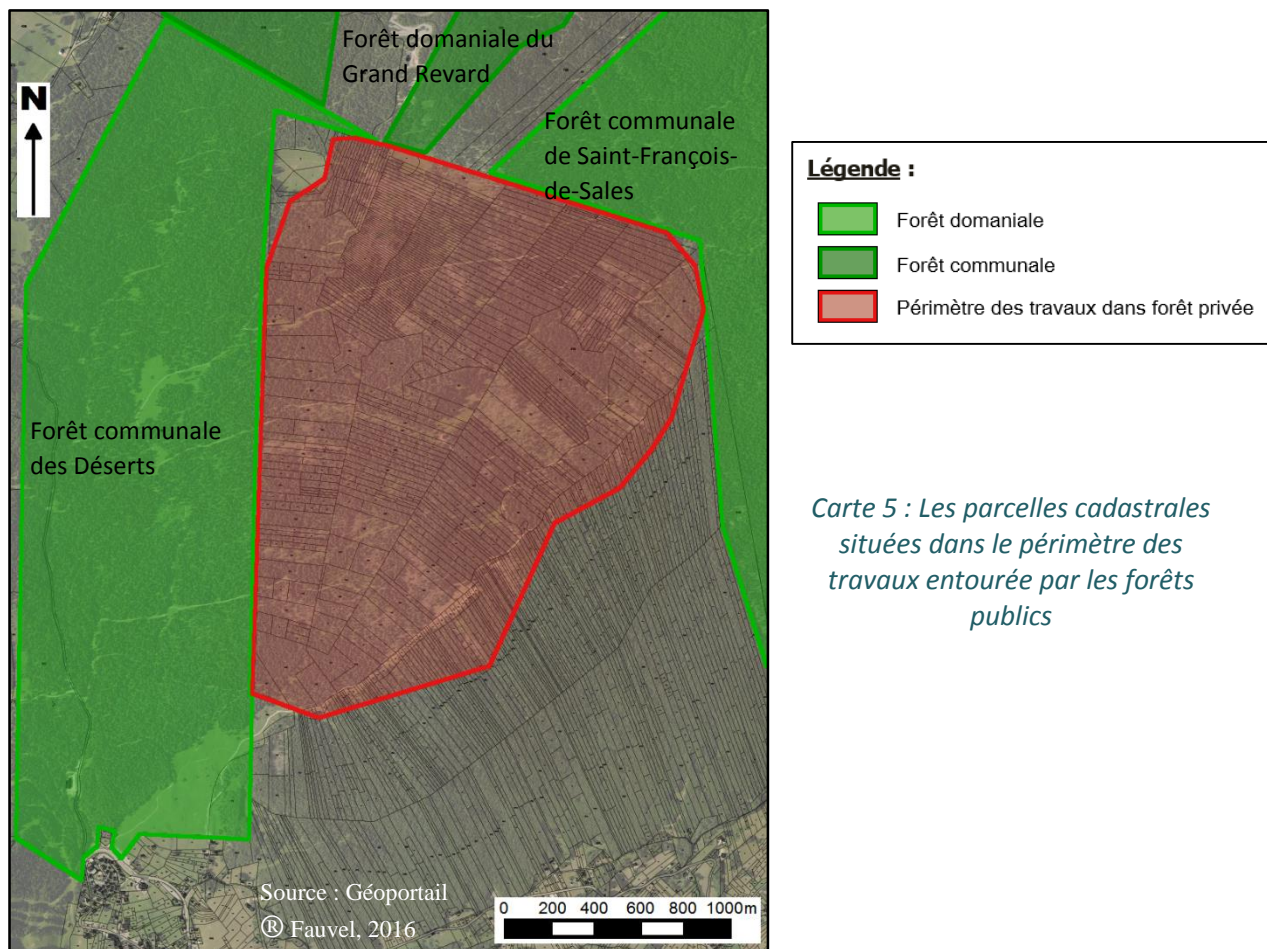 Forêt domaniale du
Grand Revard
N
Forêt communale
de Saint-François-
de-Sales
Forêt communale
des Déserts
Source : Géoportail
® Fauvel, 2016
0 200 400 600 800 1000m
Légende :
Forêt domaniale
Forêt communale
Périmètre des travaux dans forêt privée
Carte 5 : Les parcelles cadastrales
situées dans le périmètre des
travaux entourée par les forêts
publics